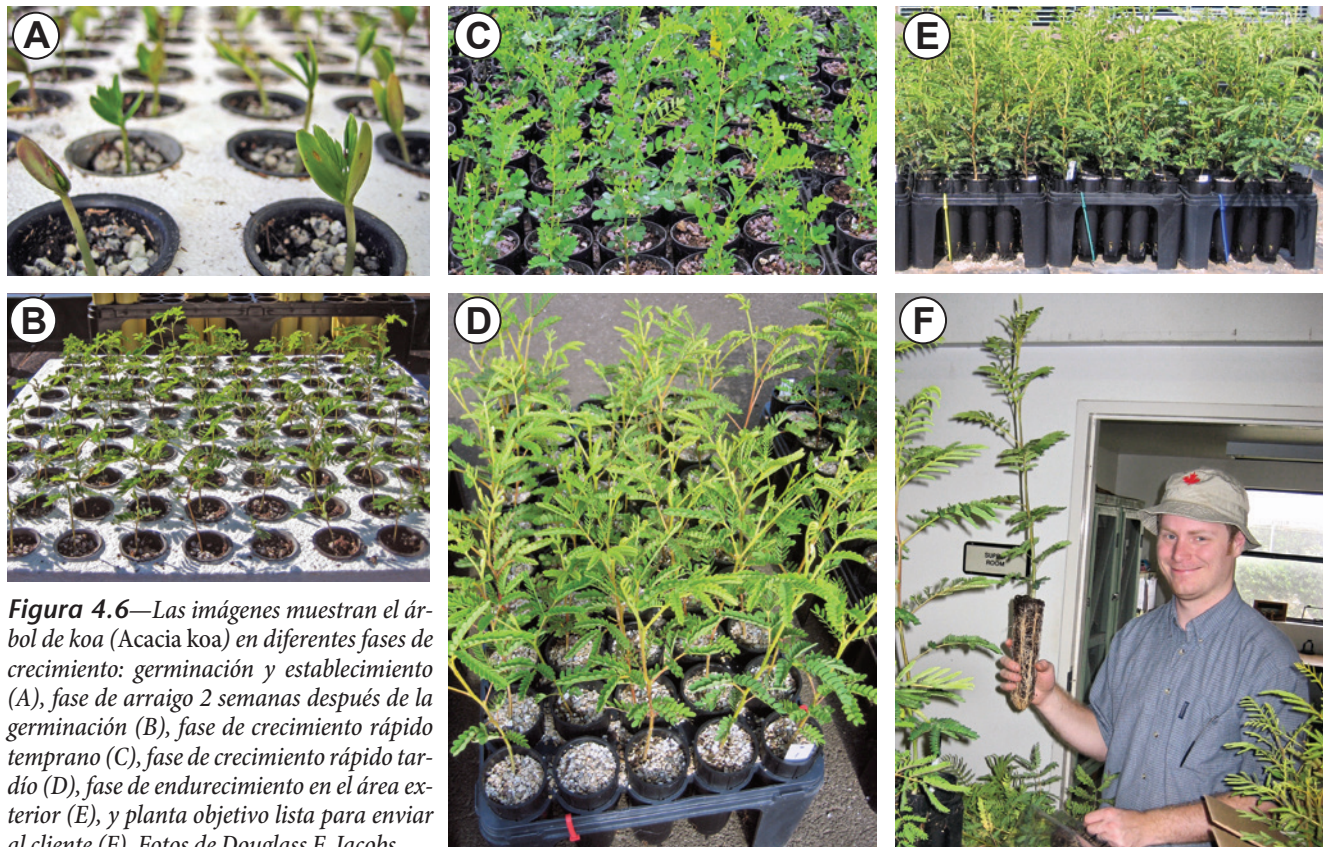 A
B
C
D
E
F
SUPPLY
ROOM
Figura 4.6—Las imágenes muestran el ár-
bol de koa (Acacia koa) en diferentes fases de
crecimiento: germinación y establecimiento
(A), fase de arraigo 2 semanas después de la
germinación (B), fase de crecimiento rápido
temprano (C), fase de crecimiento rápido tar-
dío (D), fase de endurecimiento en el área ex-
terior (E), y planta objetivo lista para enviar
al cliente (F). Fotos de Douglass F. Jacobs.